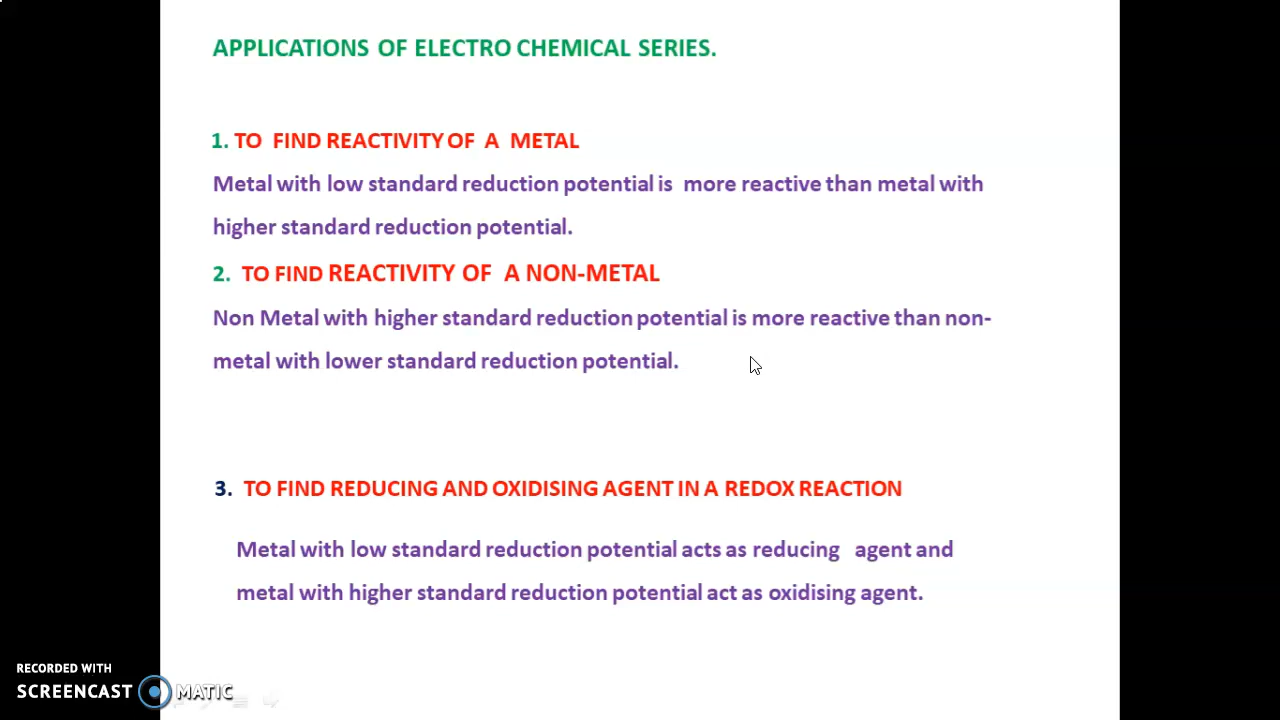 APPLICATIONS OF ELECTRO CHEMICAL SERIES.
1. TO FIND REACTIVITY OF A METAL
Metal with low standard reduction potential is more reactive than metal with
higher standard reduction potential.
2. TO FIND REACTIVITY OF A NON-METAL
Non Metal with higher standard reduction potential is more reactive than non-
metal with lower standard reduction potential.
3. TO FIND REDUCING AND OXIDISING AGENT IN A REDOX REACTION
Metal with low standard reduction potential acts as reducing agent and
metal with higher standard reduction potential act as oxidising agent.
RECORDED WITH
SCREENCAST MATIC